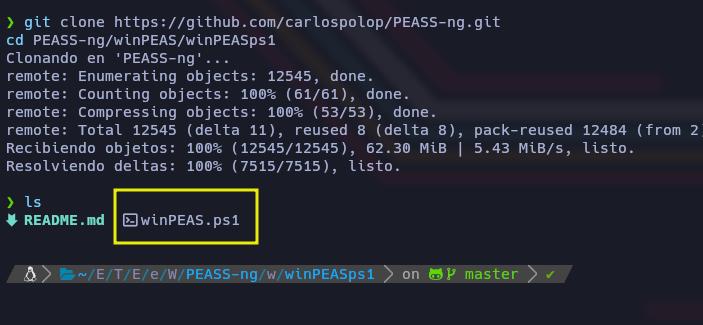 ❯ git clone https://github.com/carlospolop/PEASS-ng.git
cd PEASS-ng/winPEAS/winPEASps1
Clonando en 'PEASS-ng'...
remote: Enumerating objects: 12545, done.
remote: Counting objects: 100% (61/61), done.
remote: Compressing objects: 100% (53/53), done.
remote: Total 12545 (delta 11), reused 8 (delta 8), pack-reused 12484 (from 2)
Recibiendo objetos: 100% (12545/12545), 62.30 MiB | 5.43 MiB/s, listo.
Resolviendo deltas: 100% (7515/7515), listo.
❯ ls
README.md winPEAS.ps1
~/E/T/E/e/W/PEASS-ng/w/winPEASps1 on master ✔